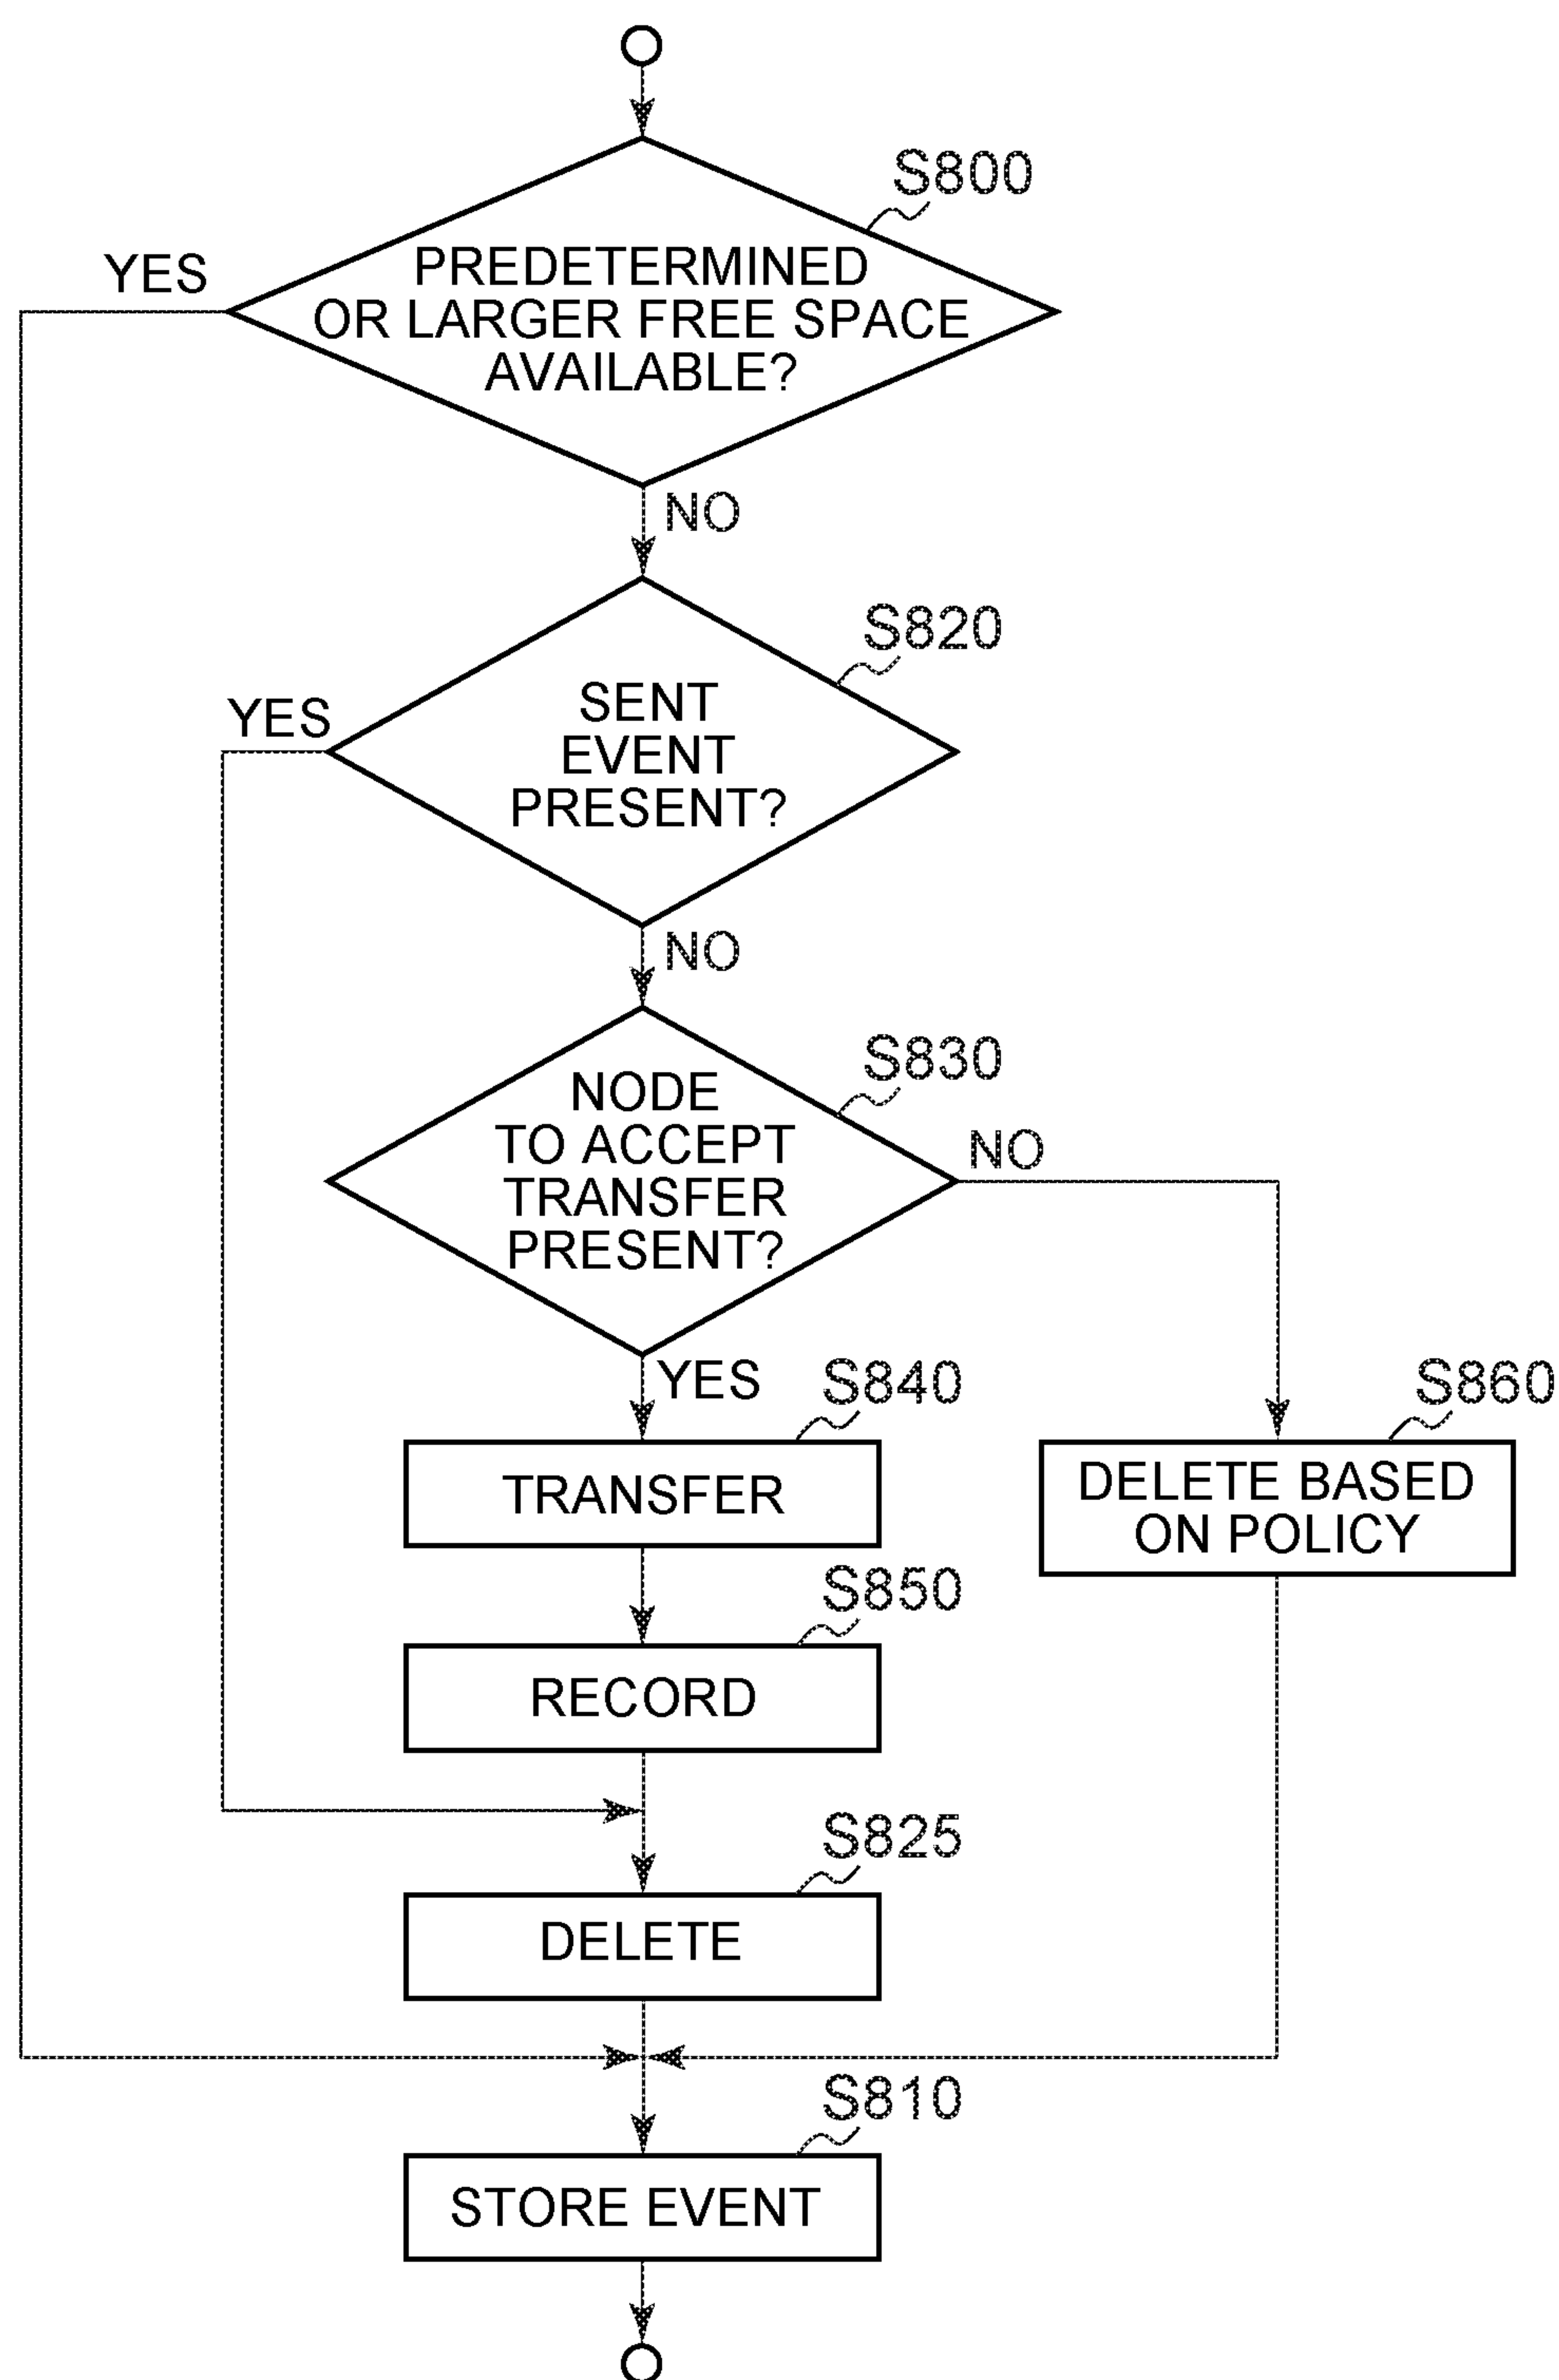 S800
YES
PREDETERMINED
OR LARGER FREE SPACE
AVAILABLE?
NO
S820
YES
SENT
EVENT
PRESENT?
NO
S830
NODE
TO ACCEPT
TRANSFER
PRESENT?
NO
YES
S840
S860
TRANSFER
DELETE BASED
ON POLICY
S850
RECORD
S825
DELETE
S810
STORE EVENT